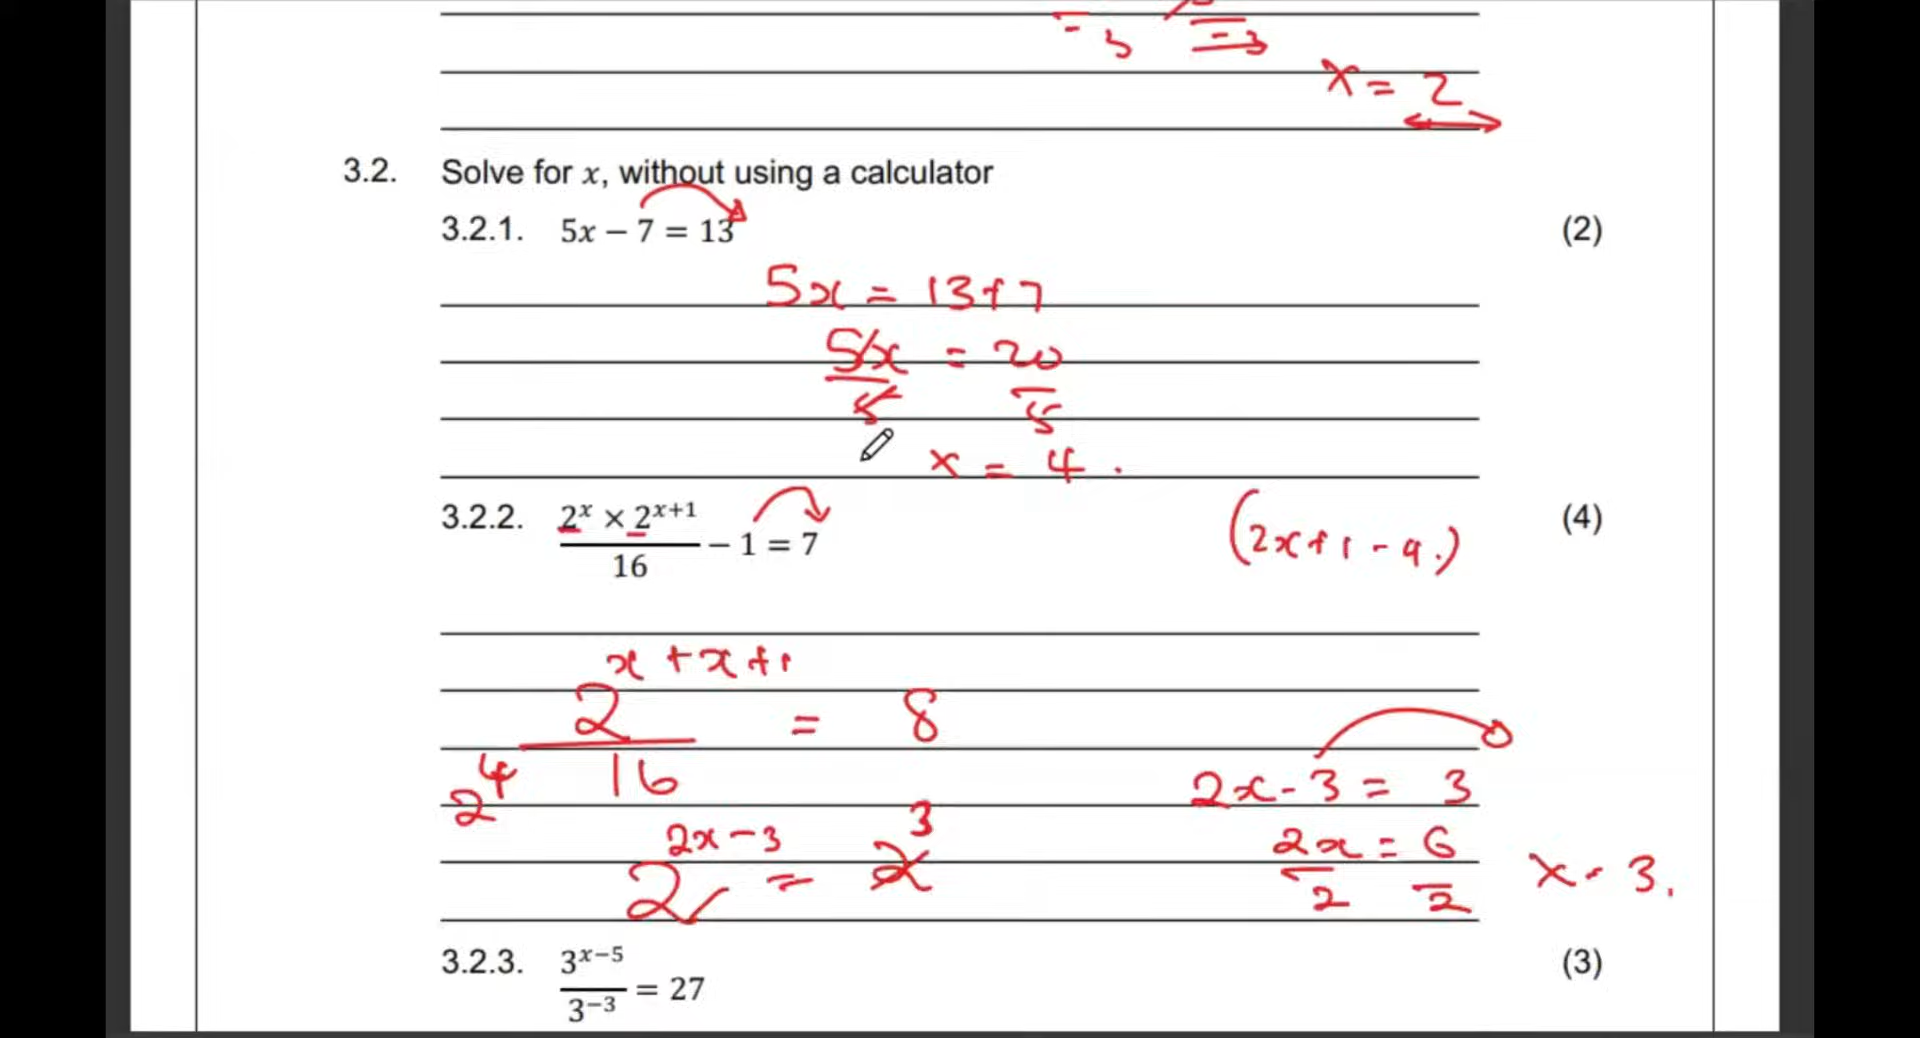 = 3 = -3
x = 2
3.2. Solve for x, without using a calculator
3.2.1. 5x – 7 = 13 (2)
5x = 13+7
5x = 20
5 5
x = 4 .
3.2.2. 2^x × 2^{x+1} / 16 – 1 = 7 (4)
(2x+1-4.)
2^{x+x+1} / 16 = 8
2^4
2x-3 = 3
2^{2x-3} = 2^3
2x = 6
2 2
x = 3.
3.2.3. 3^{x–5} / 3^{–3} = 27 (3)